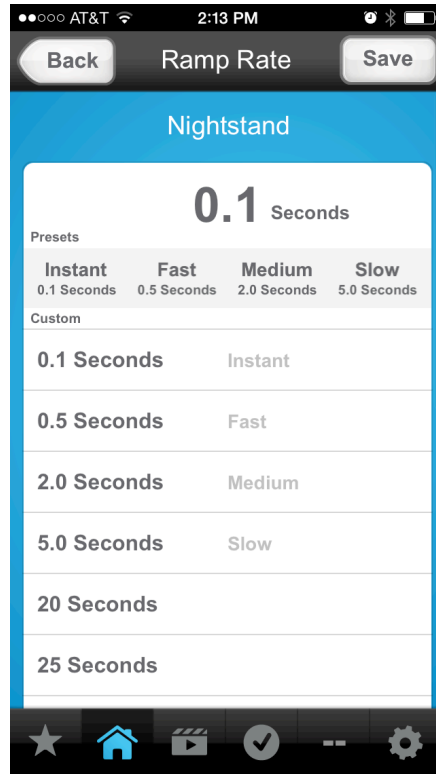 AT&T 2:13 PM
Back Ramp Rate Save
Nightstand
0.1 Seconds
Presets
Instant Fast Medium Slow
0.1 Seconds 0.5 Seconds 2.0 Seconds 5.0 Seconds
Custom
0.1 Seconds Instant
0.5 Seconds Fast
2.0 Seconds Medium
5.0 Seconds Slow
20 Seconds
25 Seconds
--